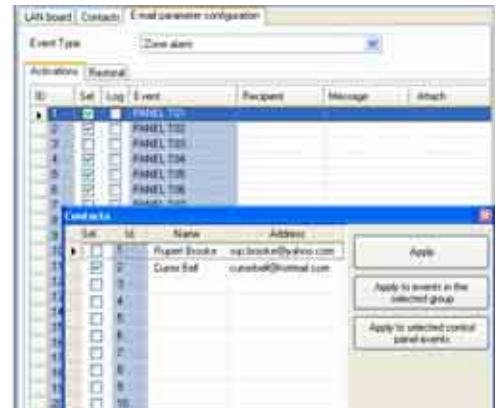 LAN board Contacts E-mail parameter configuration
Event Type Zone alarm
Activations Restoral
ID Sel Log Event Recipient Message Attach
1 PANEL T01
2 PANEL T02
3 PANEL T03
4 PANEL T04
5 PANEL T05
6 PANEL T06
7
Contacts
Sel Id Name Address
1 Rupert Brooke
2
3
4
5
6
7
8
9
10
Apply
Apply to events in the
selected group
Apply to selected control
panel events